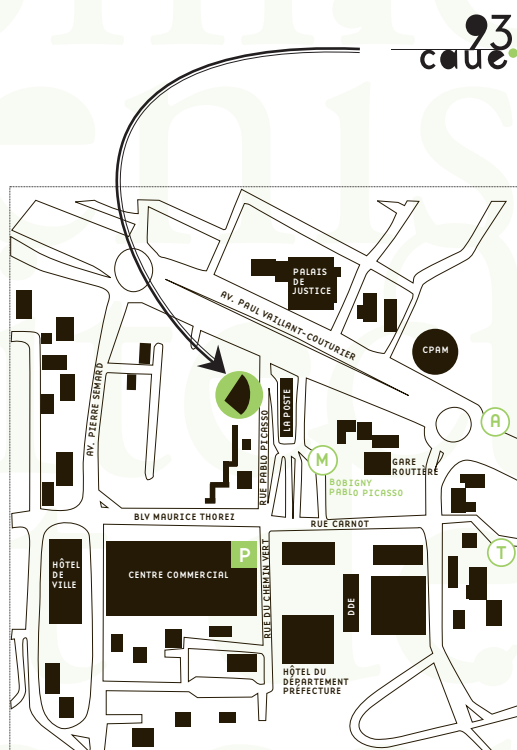 93
caue
PALAIS
DE
JUSTICE
AV. PAUL VAILLANT-COUTURIER
CPAM
AV. PIERRE SEMARD
LA POSTE
A
RUE PABLO PICASSO
M
GARE
ROUTIÈRE
BOBIGNY
PABLO PICASSO
BLV MAURICE THOREZ
RUE CARNOT
HÔTEL
DE
VILLE
CENTRE COMMERCIAL
P
RUE DU CHEMIN VERT
T
DDE
HÔTEL DU
DÉPARTEMENT
PRÉFECTURE